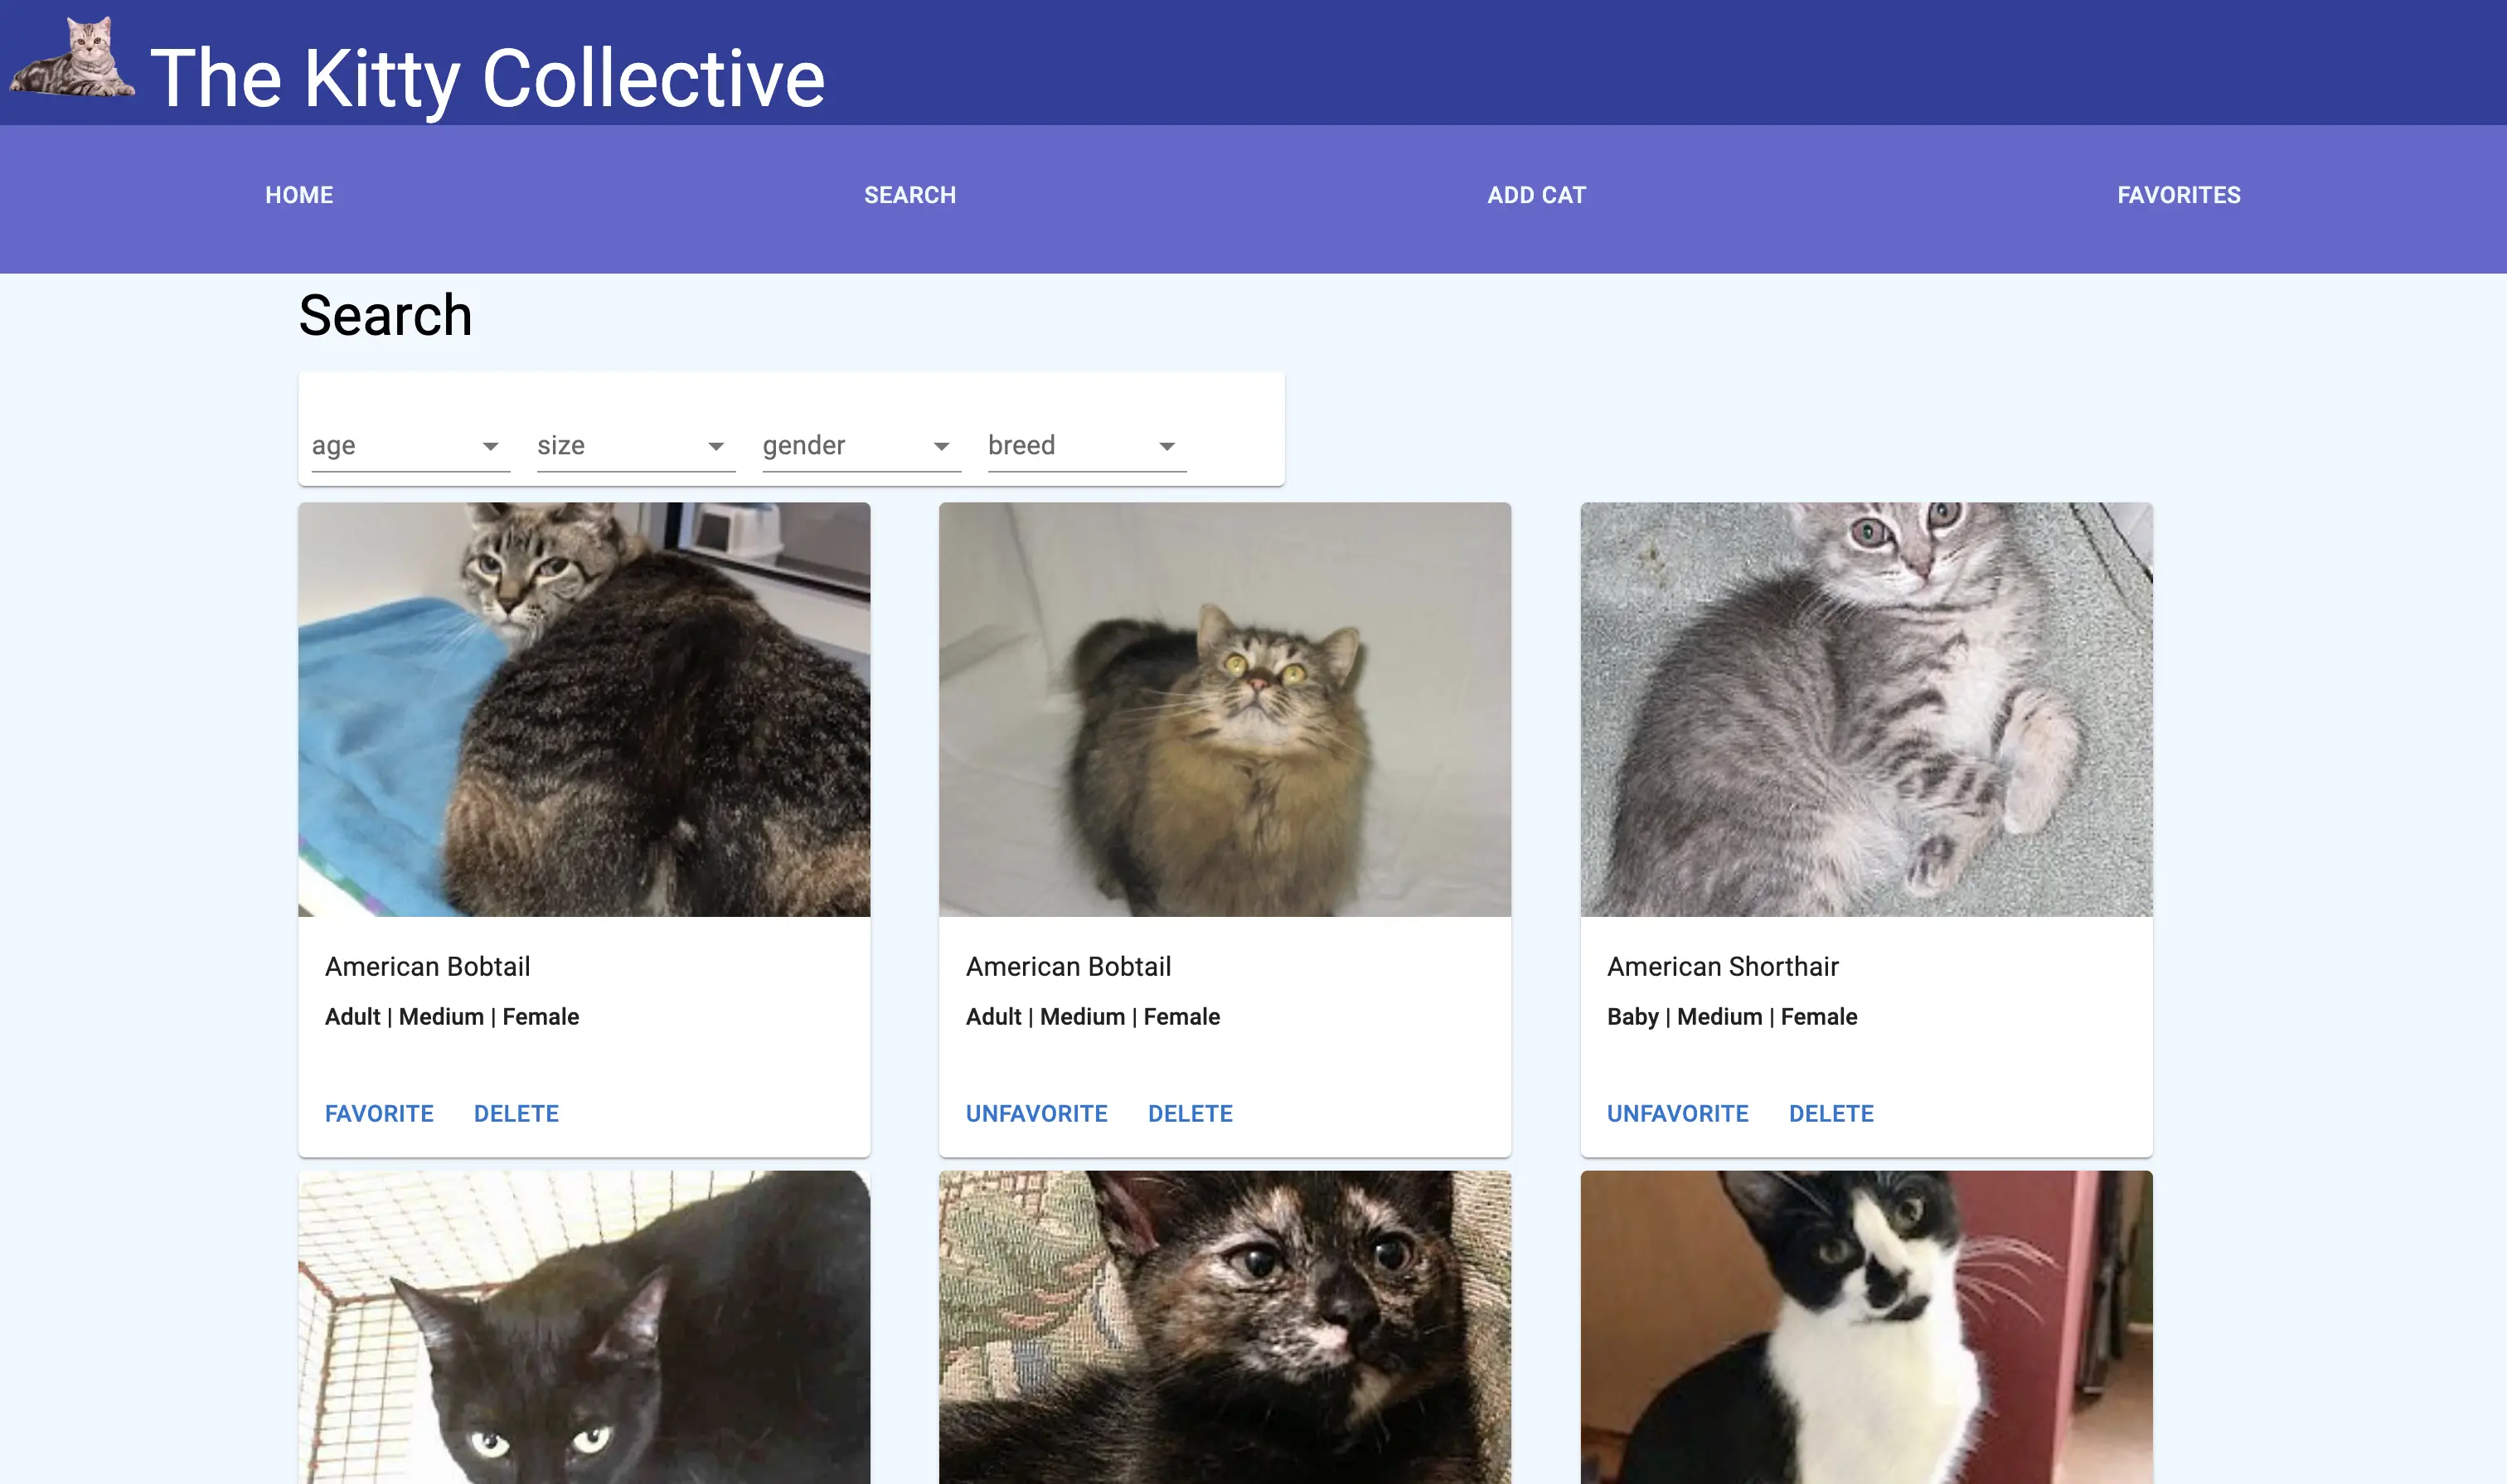 The Kitty Collective
HOME SEARCH ADD CAT FAVORITES
Search
age size gender breed
American Bobtail
Adult | Medium | Female
FAVORITE DELETE
American Bobtail
Adult | Medium | Female
UNFAVORITE DELETE
American Shorthair
Baby | Medium | Female
UNFAVORITE DELETE